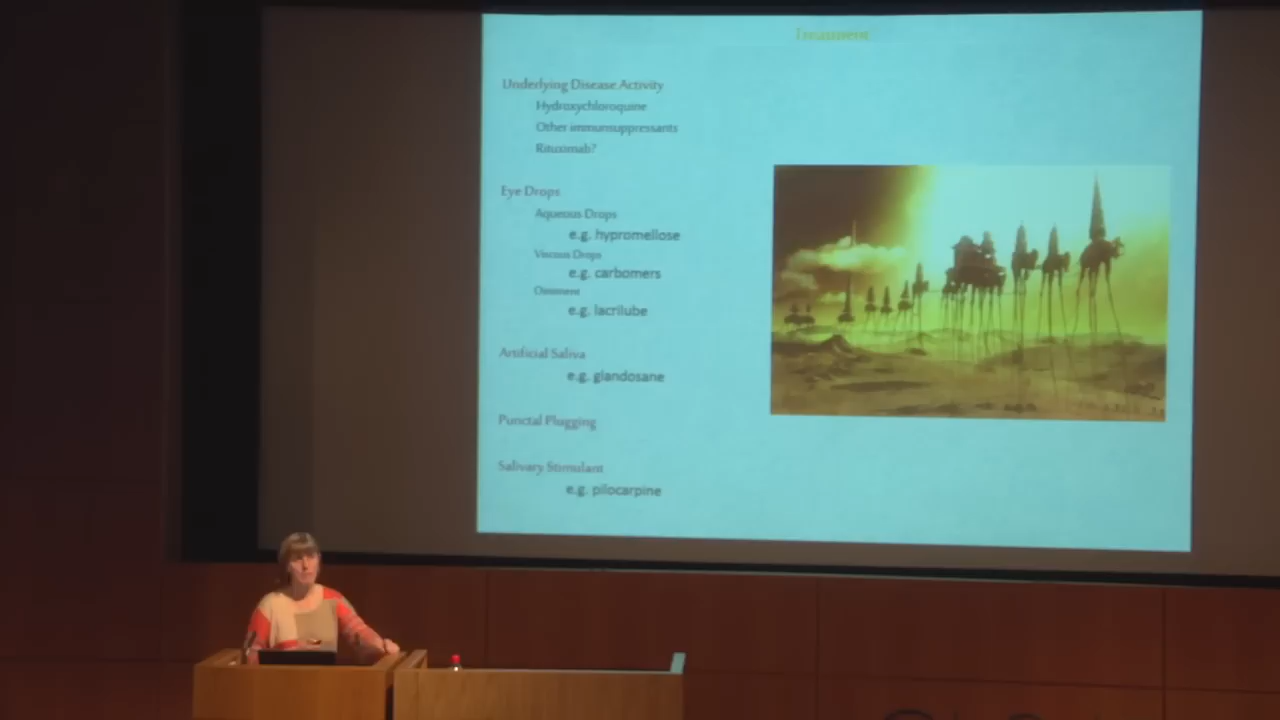 Treatment
Underlying Disease Activity
Hydroxychloroquine
Other immunsuppressants
Rituximab?
Eye Drops
Aqueous Drops
e.g. hypromellose
Viscous Drops
e.g. carbomers
Ointment
e.g. lacrilube
Artificial Saliva
e.g. glandosane
Punctal Plugging
Salivary Stimulant
e.g. pilocarpine